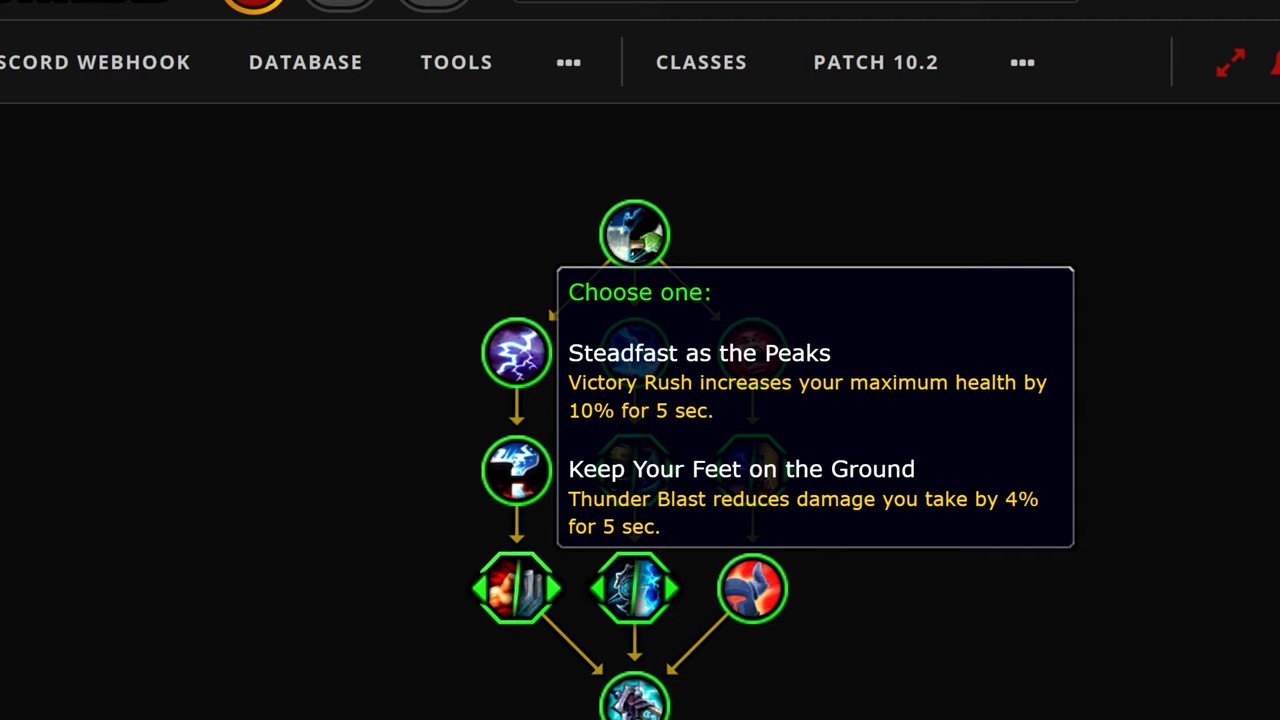 SCORD WEBHOOK DATABASE TOOLS ••• CLASSES PATCH 10.2 •••
Choose one:
Steadfast as the Peaks
Victory Rush increases your maximum health by
10% for 5 sec.
Keep Your Feet on the Ground
Thunder Blast reduces damage you take by 4%
for 5 sec.